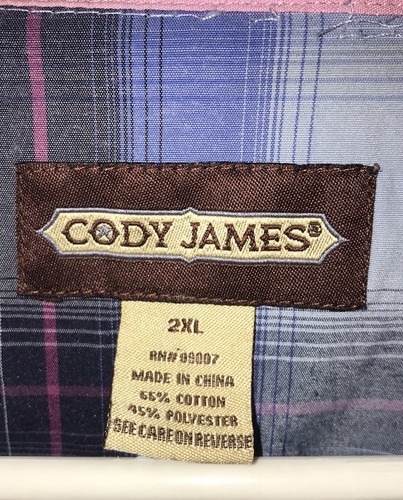 CODY JAMES®
2XL
RN# 99007
MADE IN CHINA
55% COTTON
45% POLYESTER
SEE CARE ON REVERSE